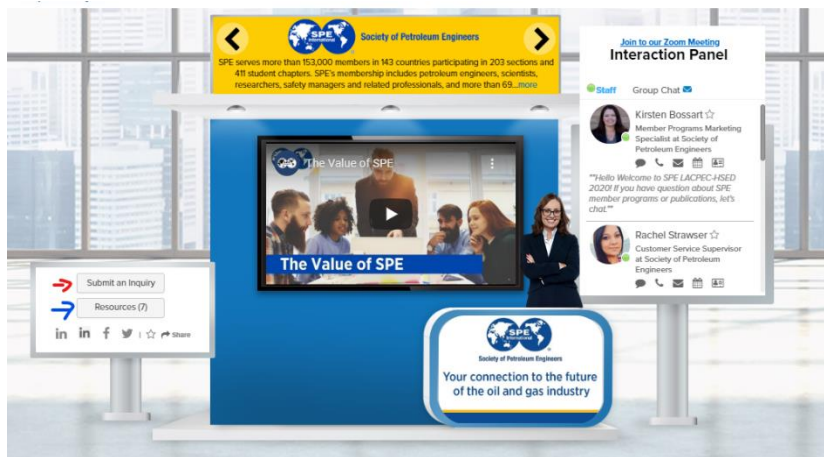 SPE
International
Society of Petroleum Engineers
SPE serves more than 153,000 members in 143 countries participating in 203 sections and
411 student chapters. SPE's membership includes petroleum engineers, scientists,
researchers, safety managers and related professionals, and more than 69...more
The Value of SPE
The Value of SPE
Submit an Inquiry
Resources (7)
| Share
SPE
International
Society of Petroleum Engineers
Your connection to the future
of the oil and gas industry
Join to our Zoom Meeting
Interaction Panel
Staff Group Chat
Kirsten Bossart
Member Programs Marketing
Specialist at Society of
Petroleum Engineers
""Hello Welcome to SPE LACPEC-HSED
2020! If you have question about SPE
member programs or publications, let's
chat.""
Rachel Strawser
Customer Service Supervisor
at Society of Petroleum
Engineers